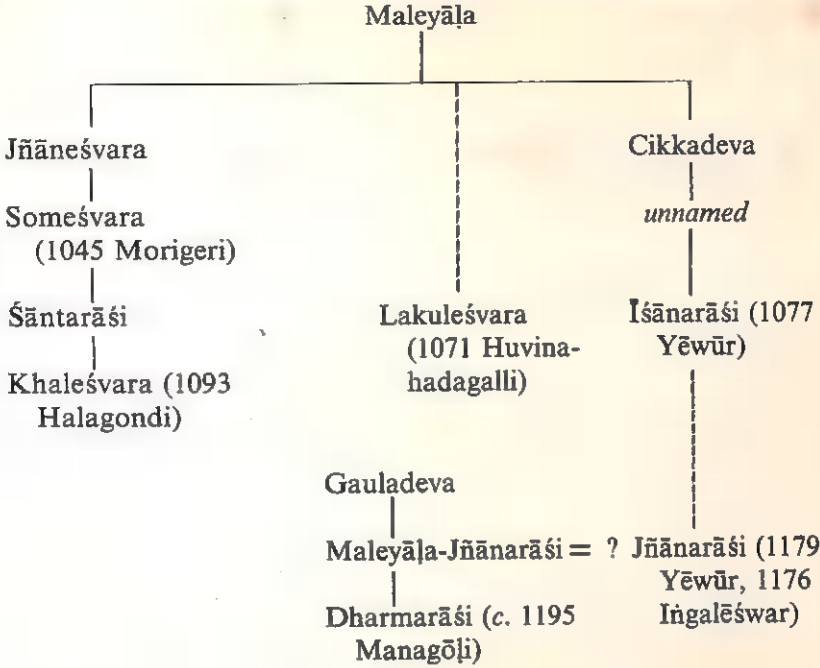 Maleyāḷa
Jñāneśvara
Cikkadeva
Someśvara
(1045 Morigeri)
unnamed
Śāntarāśi
Lakuleśvara
(1071 Huvina-
hadagalli)
Īśānarāśi (1077
Yēwūr)
Khaleśvara (1093
Halagondi)
Gauladeva
Maleyāḷa-Jñānarāśi = ? Jñānarāśi (1179
Yēwūr, 1176
Iṅgaḷēśwar)
Dharmarāśi (c. 1195
Managōḷi)